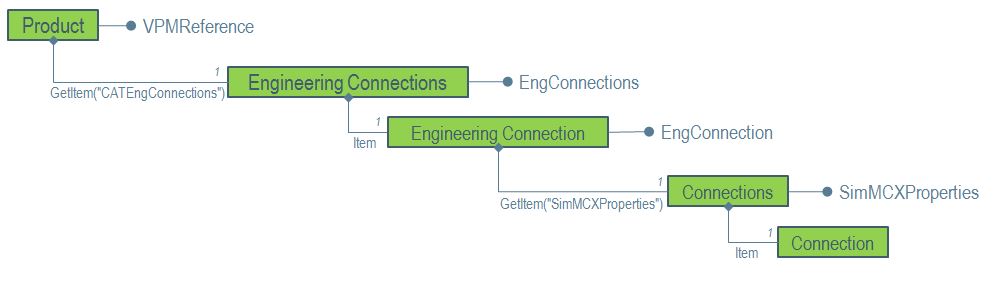 Product
VPMReference
1
GetItem("CATEngConnections")
Engineering Connections
EngConnections
1
Item
Engineering Connection
EngConnection
1
GetItem("SimMCXProperties")
Connections
SimMCXProperties
1
Item
Connection